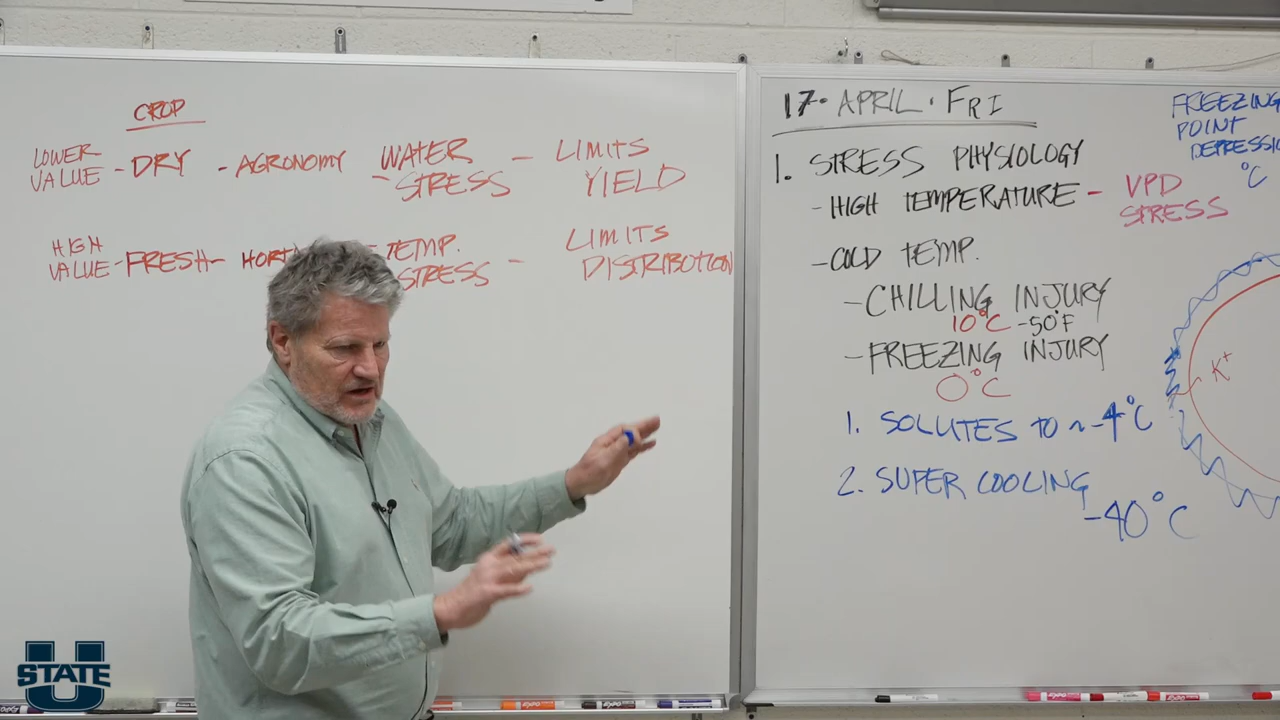 CROP
LOWER VALUE - DRY - AGRONOMY WATER - STRESS - LIMITS YIELD
HIGH VALUE - FRESH - TEMP. STRESS - LIMITS DISTRIBUTION
17 · APRIL · FRI
1. STRESS PHYSIOLOGY
- HIGH TEMPERATURE - VPD STRESS
- COLD TEMP.
- CHILLING INJURY
10°C - 50°F
- FREEZING INJURY
0°C
1. SOLUTES TO ~ -4°C
2. SUPER COOLING
-40°C
FREEZING
POINT
DEPRESSIO
°C
K+
U STATE
EXPO